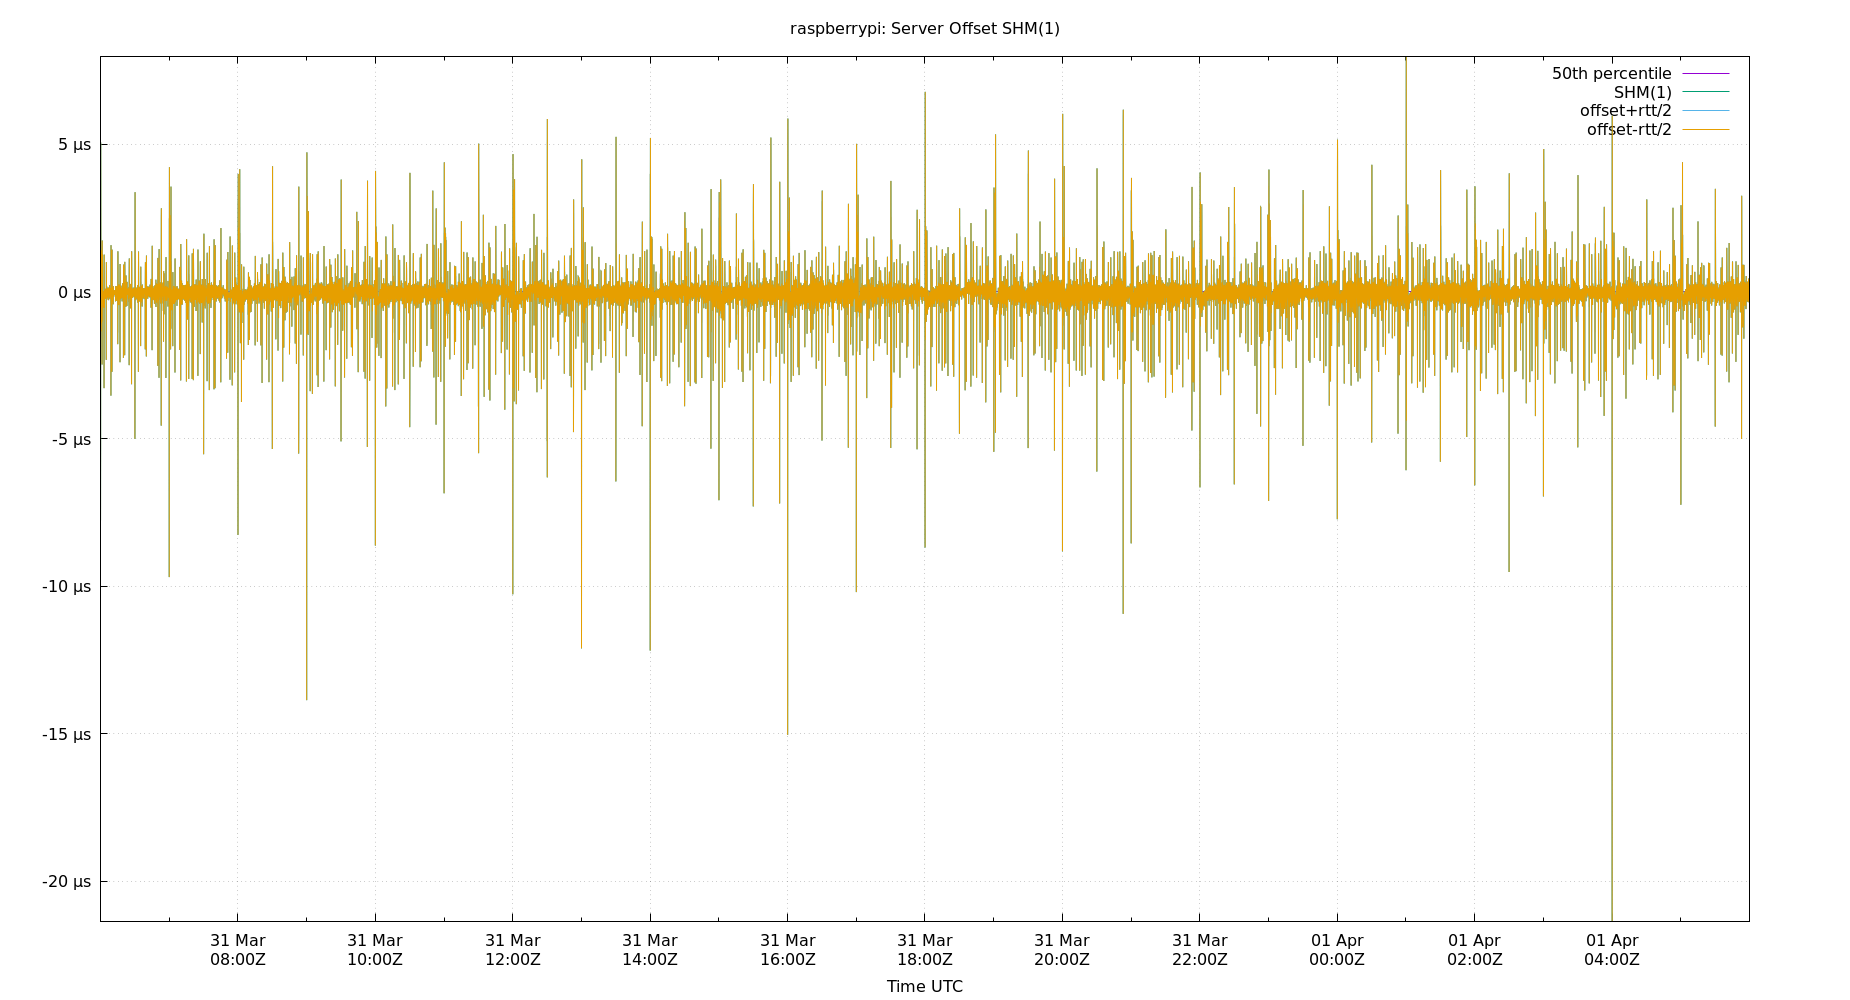 raspberrypi: Server Offset SHM(1)
50th percentile
SHM(1)
offset+rtt/2
offset-rtt/2
5 µs
0 µs
-5 µs
-10 µs
-15 µs
-20 µs
31 Mar 31 Mar 31 Mar 31 Mar 31 Mar 31 Mar 31 Mar 31 Mar 01 Apr 01 Apr 01 Apr
08:00Z 10:00Z 12:00Z 14:00Z 16:00Z 18:00Z 20:00Z 22:00Z 00:00Z 02:00Z 04:00Z
Time UTC